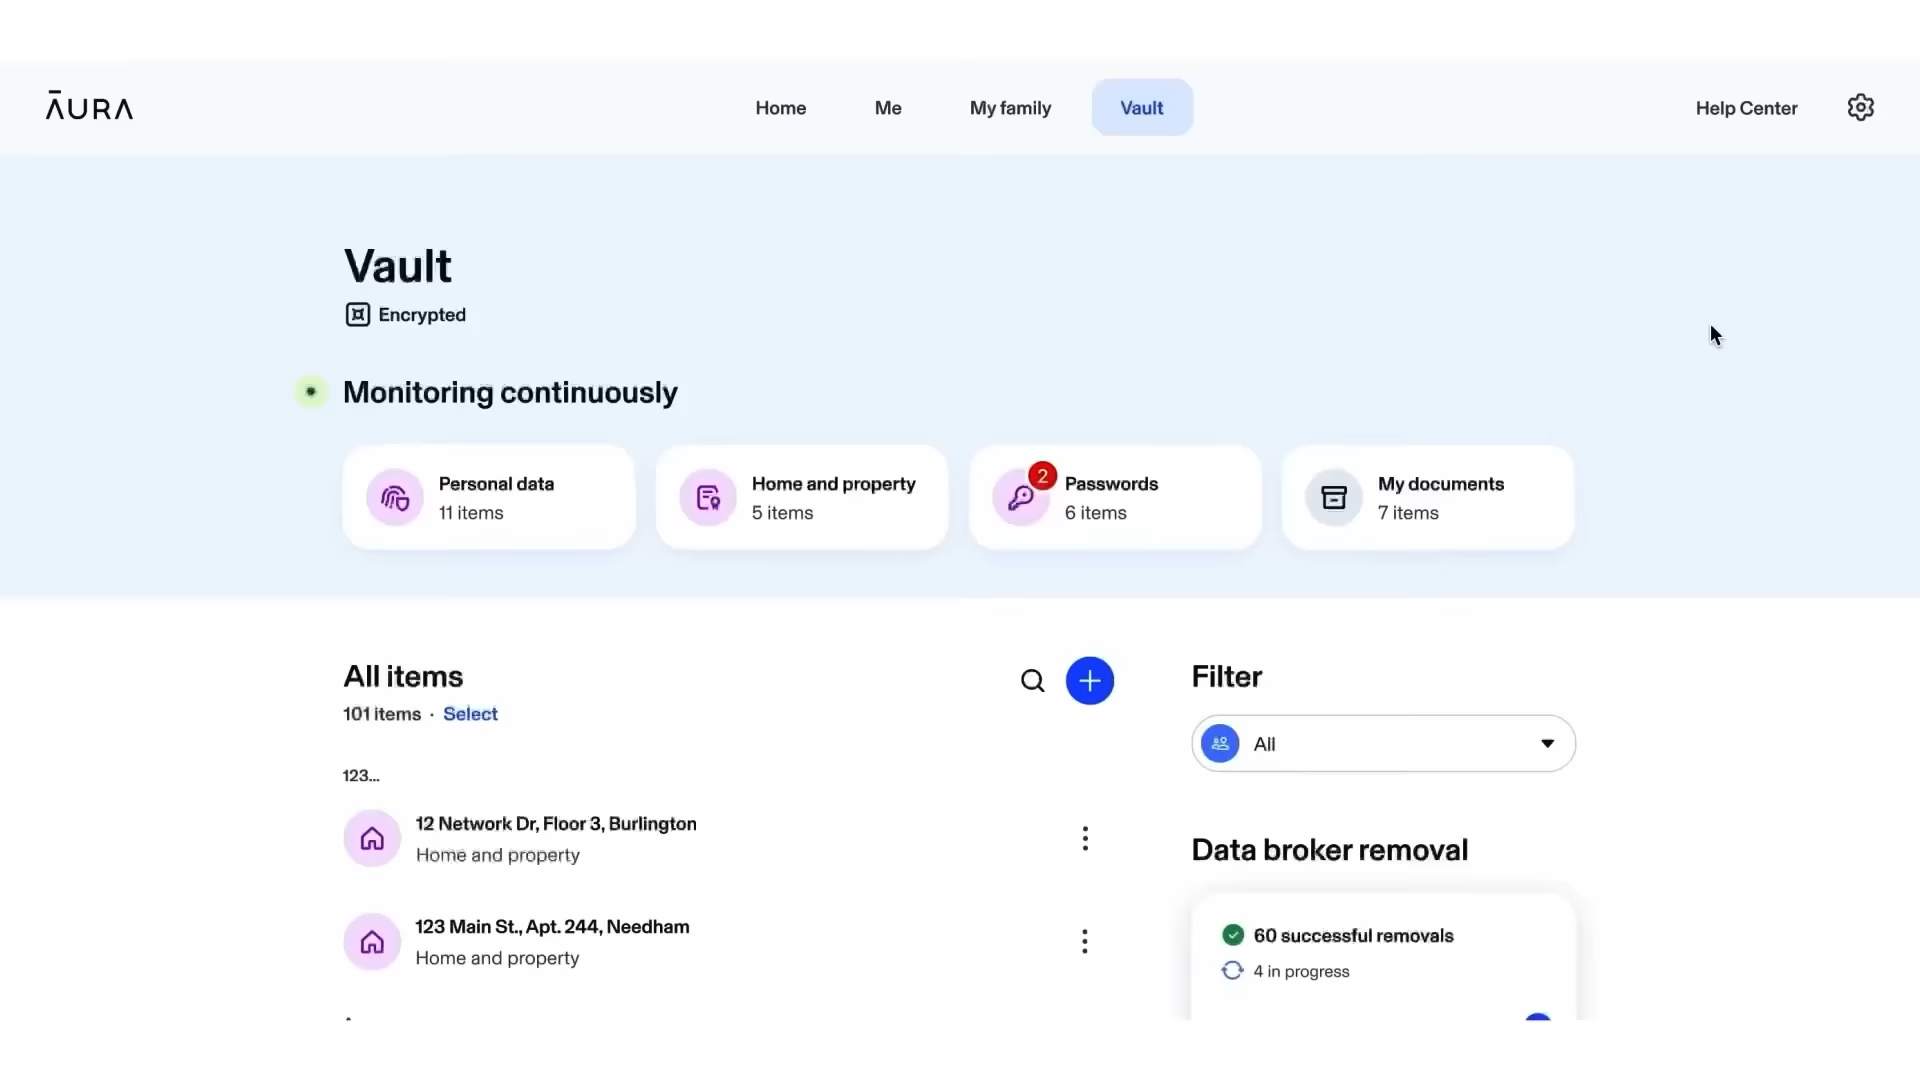 ĀURA
Home
Me
My family
Vault
Help Center
Vault
Encrypted
Monitoring continuously
Personal data
11 items
Home and property
5 items
2
Passwords
6 items
My documents
7 items
All items
101 items · Select
123...
12 Network Dr, Floor 3, Burlington
Home and property
123 Main St., Apt. 244, Needham
Home and property
Filter
All
Data broker removal
60 successful removals
4 in progress